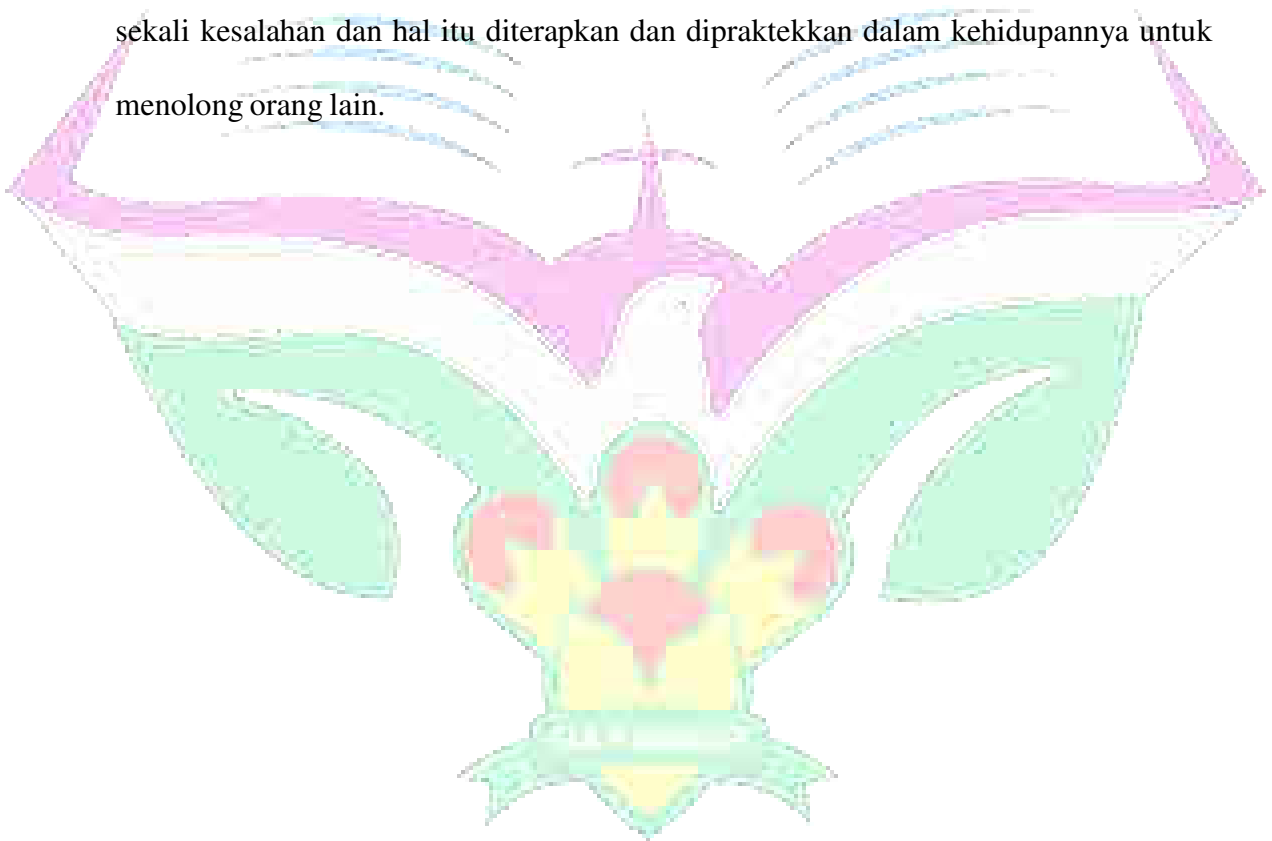 sekali kesalahan dan hal itu diterapkan dan dipraktekkan dalam kehidupannya untuk
menolong orang lain.